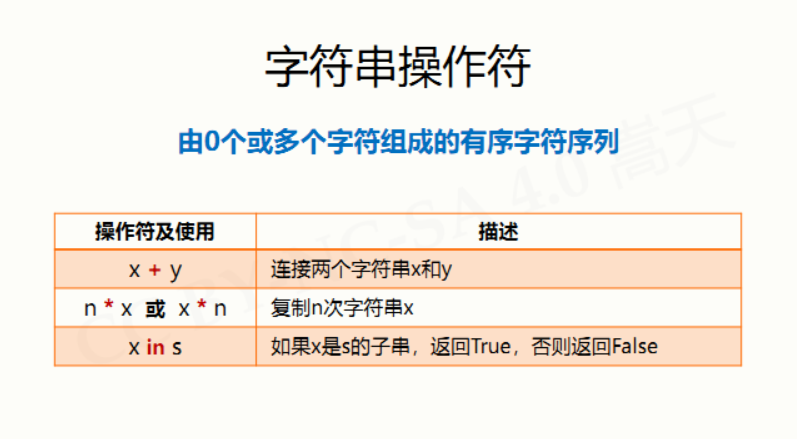 字符串操作符
由0个或多个字符组成的有序字符序列
操作符及使用 描述
x + y 连接两个字符串x和y
n * x 或 x * n 复制n次字符串x
x in s 如果x是s的子串，返回True，否则返回False
CC BY-NC-SA 4.0 嵩天